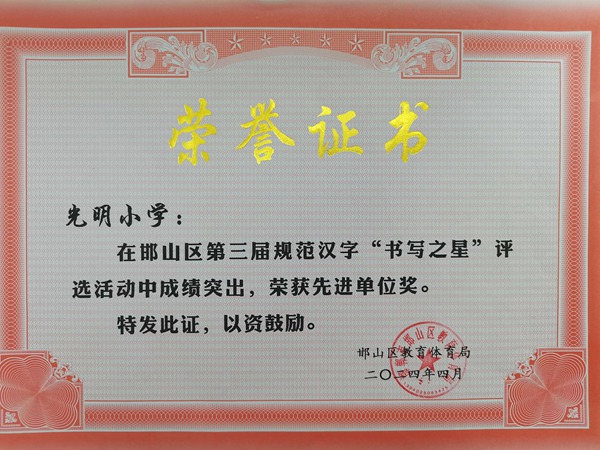 荣誉证书
光明小学：
在邯山区第三届规范汉字“书写之星”评
选活动中成绩突出，荣获先进单位奖。
特发此证，以资鼓励。
邯山区教育体育局
二〇二四年四月